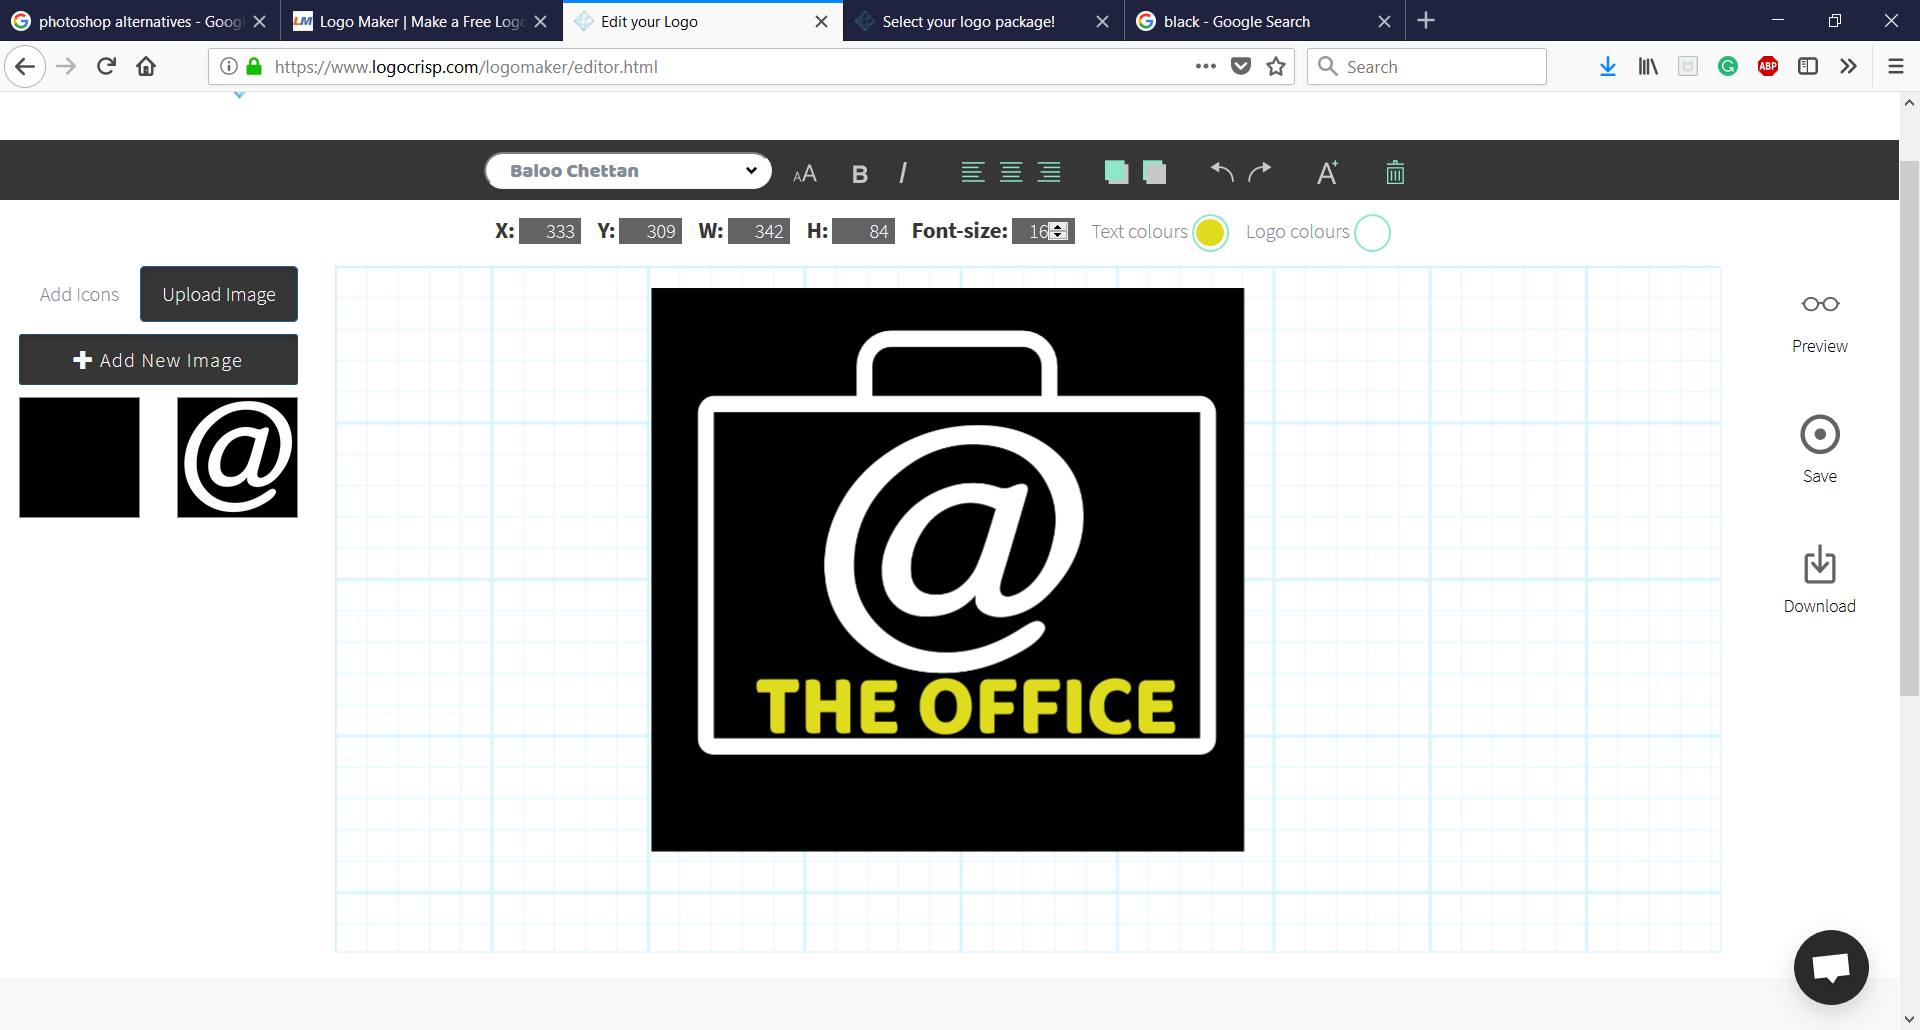 photoshop alternatives - Goog
Logo Maker | Make a Free Logo
Edit your Logo
Select your logo package!
black - Google Search
https://www.logocrisp.com/logomaker/editor.html
Search
ABP
Baloo Chettan
AA
B
I
A+
X: 333
Y: 309
W: 342
H: 84
Font-size: 16
Text colours
Logo colours
Add Icons
Upload Image
Add New Image
@
@
THE OFFICE
Preview
Save
Download